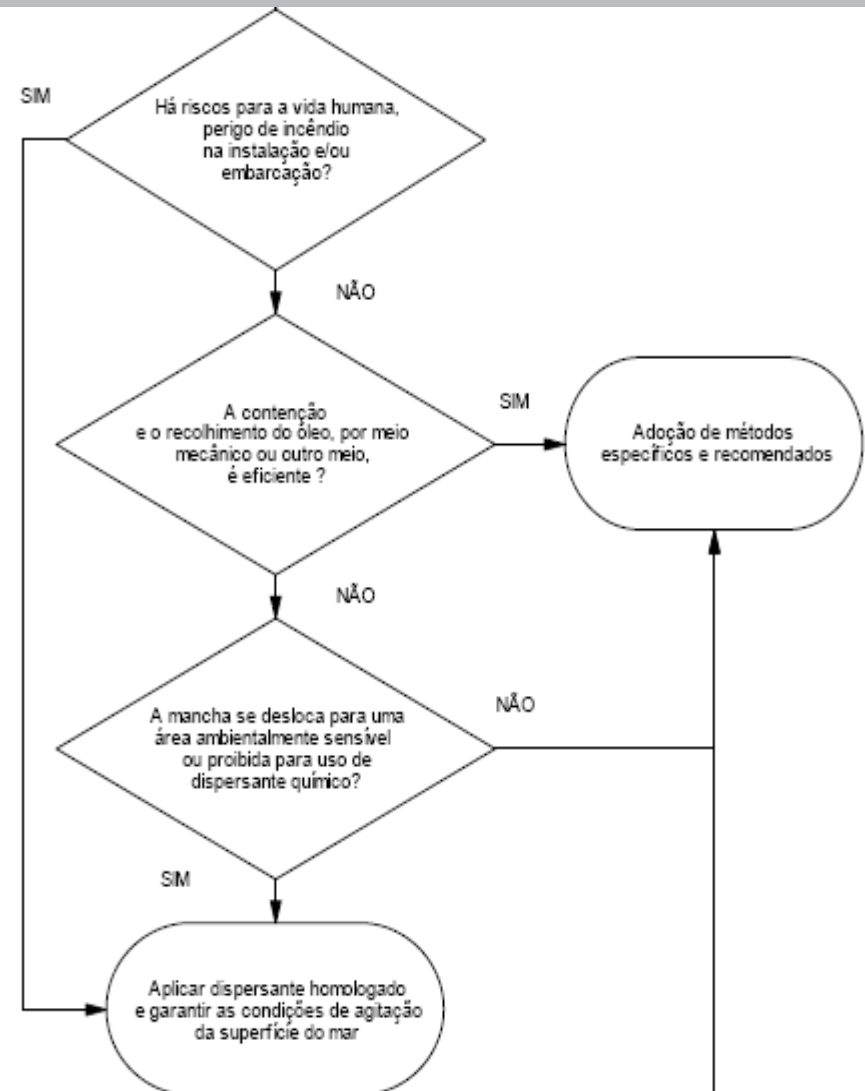 SIM
Há riscos para a vida humana,
perigo de incêndio
na instalação e/ou
embarcação?
NÃO
A contenção
e o recolhimento do óleo, por meio
mecânico ou outro meio,
é eficiente ?
SIM
Adoção de métodos
específicos e recomendados
NÃO
A mancha se desloca para uma
área ambientalmente sensível
ou proibida para uso de
dispersante químico?
NÃO
SIM
Aplicar dispersante homologado
e garantir as condições de agitação
da superfície do mar